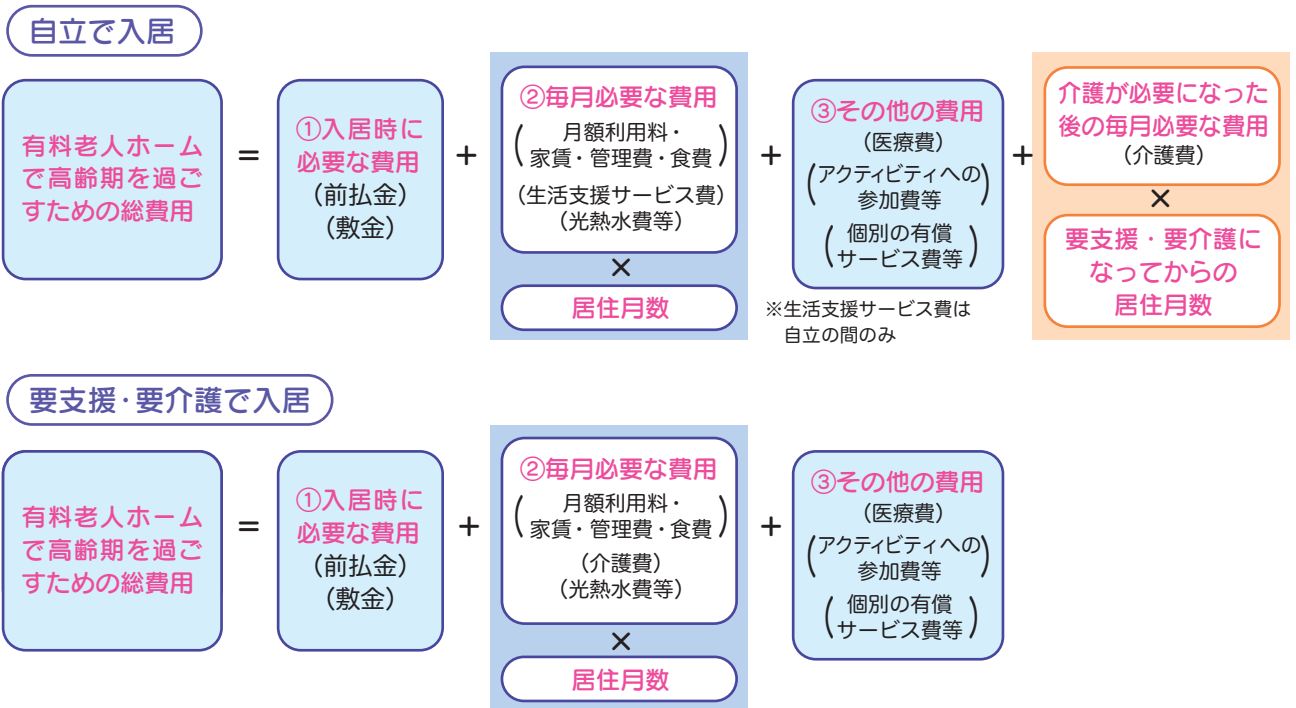 自立で入居
有料老人ホーム
で高齢期を過ご
すための総費用
=
①入居時に
必要な費用
(前払金)
(敷金)
+
②毎月必要な費用
(月額利用料・
家賃・管理費・食費)
(生活支援サービス費)
(光熱水費等)
×
居住月数
+
③その他の費用
(医療費)
(アクティビティへの
参加費等)
(個別の有償
サービス費等)
※生活支援サービス費は
自立の間のみ
+
介護が必要になった
後の毎月必要な費用
(介護費)
×
要支援・要介護に
なってからの
居住月数
要支援・要介護で入居
有料老人ホーム
で高齢期を過ご
すための総費用
=
①入居時に
必要な費用
(前払金)
(敷金)
+
②毎月必要な費用
(月額利用料・
家賃・管理費・食費)
(介護費)
(光熱水費等)
×
居住月数
+
③その他の費用
(医療費)
(アクティビティへの
参加費等)
(個別の有償
サービス費等)